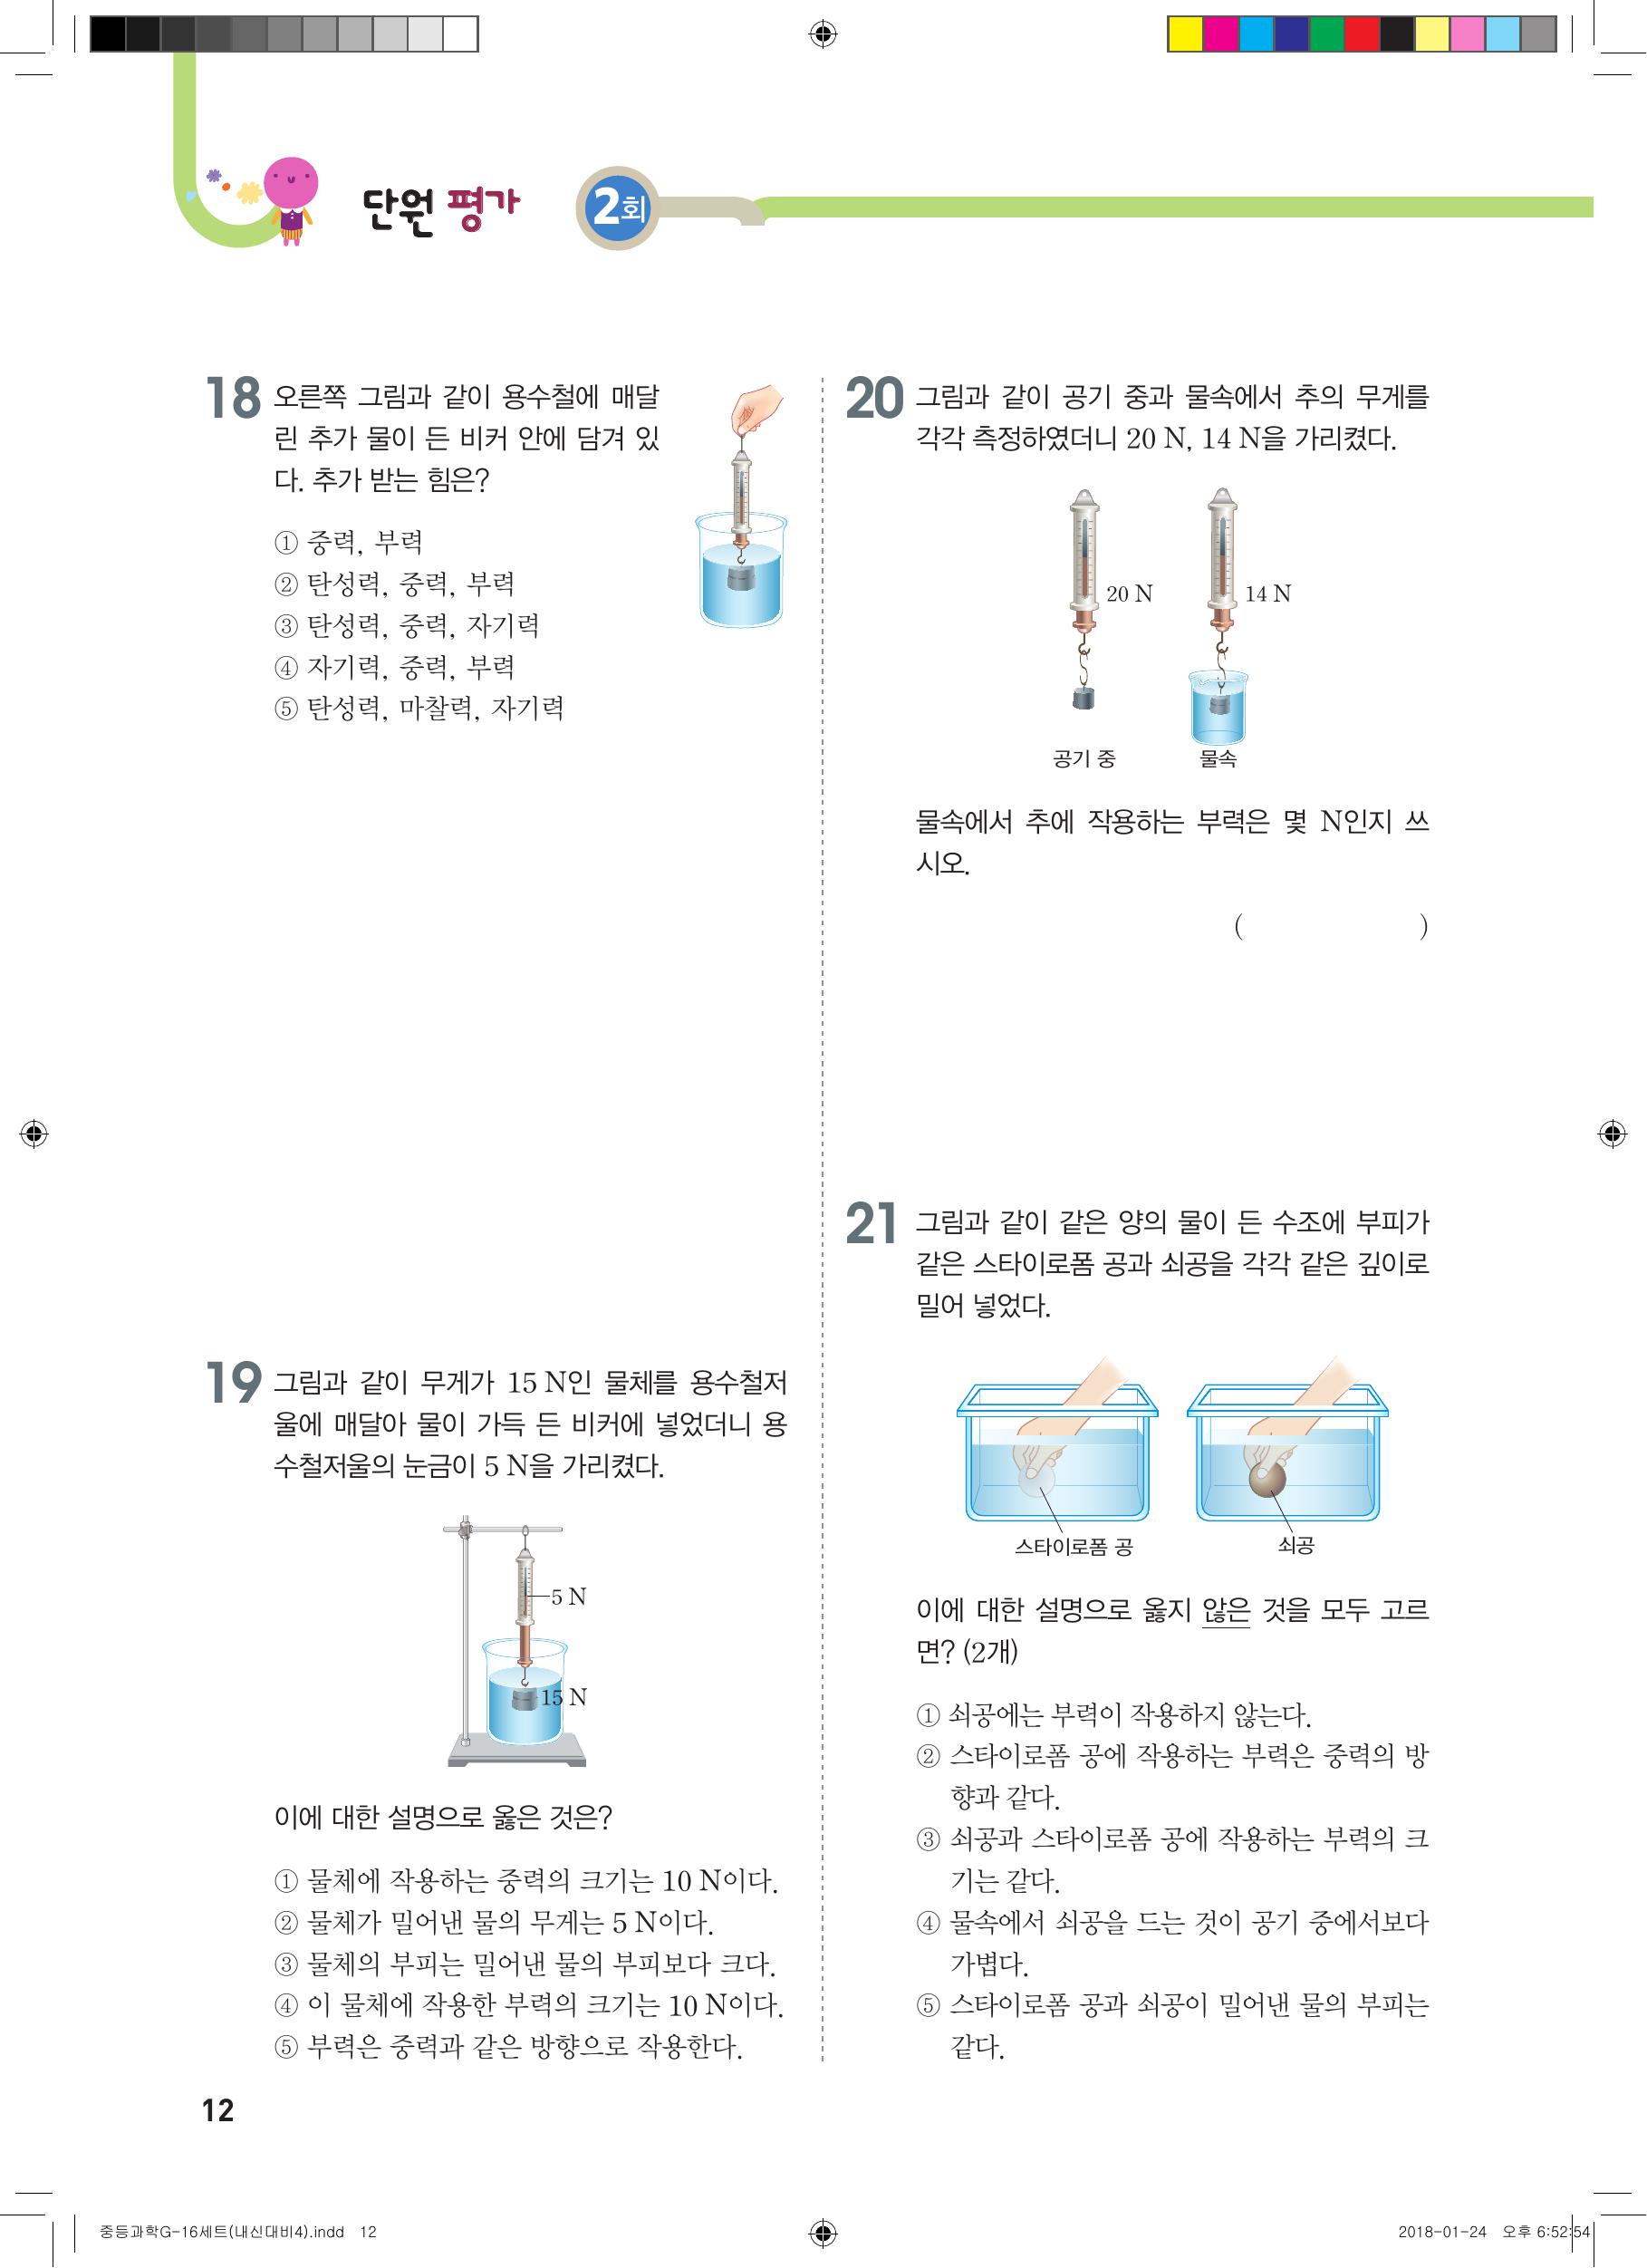 단원 평가 2회
18 오른쪽 그림과 같이 용수철에 매달
린 추가 물이 든 비커 안에 담겨 있
다. 추가 받는 힘은?
① 중력, 부력
② 탄성력, 중력, 부력
③ 탄성력, 중력, 자기력
④ 자기력, 중력, 부력
⑤ 탄성력, 마찰력, 자기력
19 그림과 같이 무게가 15 N인 물체를 용수철저
울에 매달아 물이 가득 든 비커에 넣었더니 용
수철저울의 눈금이 5 N을 가리켰다.
5 N
15 N
이에 대한 설명으로 옳은 것은?
① 물체에 작용하는 중력의 크기는 10 N이다.
② 물체가 밀어낸 물의 무게는 5 N이다.
③ 물체의 부피는 밀어낸 물의 부피보다 크다.
④ 이 물체에 작용한 부력의 크기는 10 N이다.
⑤ 부력은 중력과 같은 방향으로 작용한다.
20 그림과 같이 공기 중과 물속에서 추의 무게를
각각 측정하였더니 20 N, 14 N을 가리켰다.
20 N 14 N
공기 중 물속
물속에서 추에 작용하는 부력은 몇 N인지 쓰
시오.
( )
21 그림과 같이 같은 양의 물이 든 수조에 부피가
같은 스타이로폼 공과 쇠공을 각각 같은 깊이로
밀어 넣었다.
스타이로폼 공 쇠공
이에 대한 설명으로 옳지 않은 것을 모두 고르
면? (2개)
① 쇠공에는 부력이 작용하지 않는다.
② 스타이로폼 공에 작용하는 부력은 중력의 방
향과 같다.
③ 쇠공과 스타이로폼 공에 작용하는 부력의 크
기는 같다.
④ 물속에서 쇠공을 드는 것이 공기 중에서보다
가볍다.
⑤ 스타이로폼 공과 쇠공이 밀어낸 물의 부피는
같다.
12
중등과학G-16세트(내신대비4).indd 12 2018-01-24 오후 6:52:54